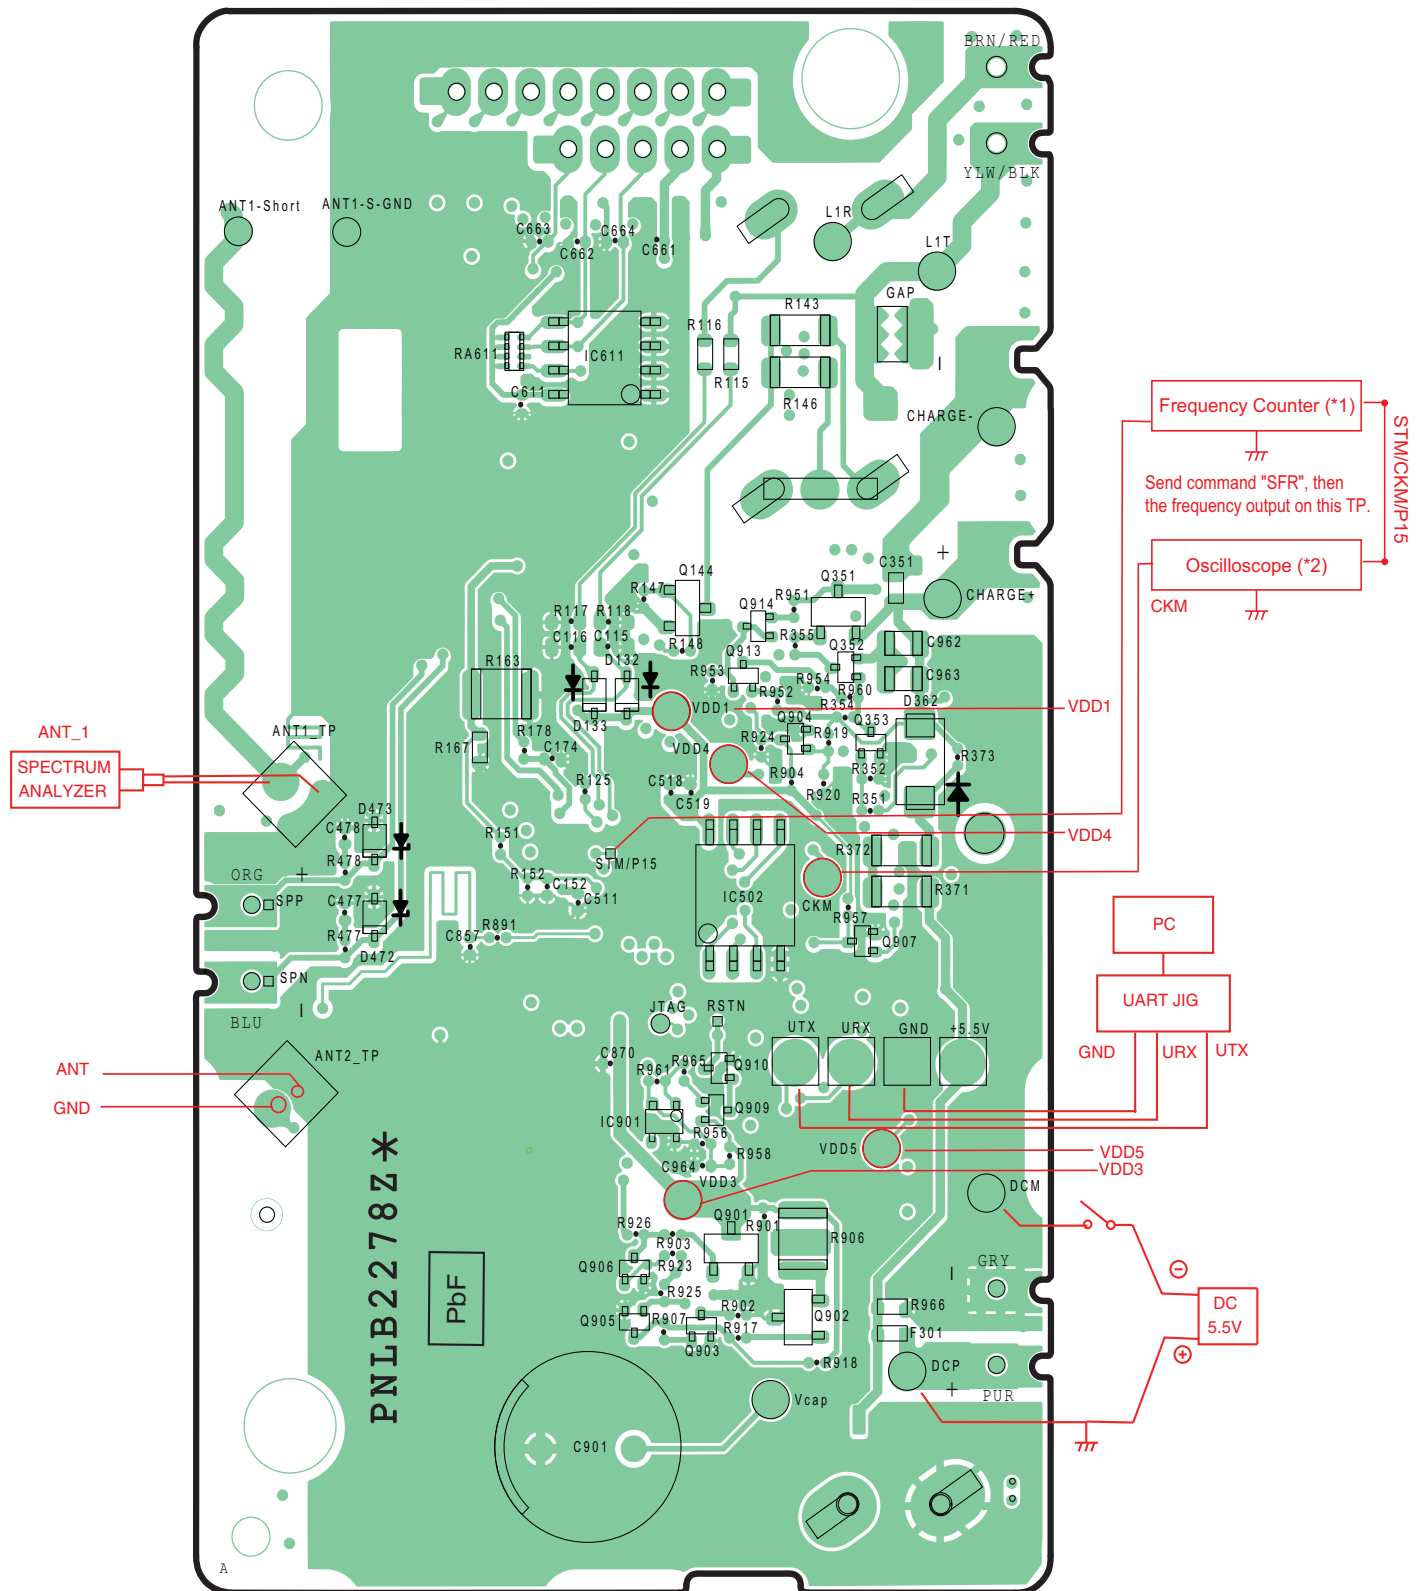 BRN/RED
YLW/BLK
ANT1-Short
ANT1-S-GND
L1R
C663
C664
C662
C661
L1T
GAP
R143
R116
RA611
IC611
R115
C611
R146
CHARGE-
Frequency Counter (*1)
Send command "SFR", then
the frequency output on this TP.
STM/CKM/P15
Oscilloscope (*2)
CKM
+
C351
Q351
Q144
R147
CHARGE+
R951
Q914
R117
R118
C116
C115
R355
R148
Q352
C962
Q913
D132
R163
R953
R954
C963
R960
D362
R952
VDD1
VDD1
D133
R354
Q904
Q353
ANT_1
ANT1_TP
R178
R167
C174
VDD4
R924
R919
R373
SPECTRUM
ANALYZER
R352
R904
R920
C518
C519
R125
R351
D473
C478
R151
VDD4
R372
STM/P15
R478
ORG
+
R152
C152
C511
IC502
CKM
R371
SPP
C477
R957
R477
D472
C857
R891
Q907
PC
SPN
BLU
JTAG
RSTN
UTX
URX
GND
+5.5V
UART JIG
GND
URX
UTX
ANT2_TP
C870
R961
R965
Q910
ANT
GND
IC901
Q909
R956
R958
VDD5
VDD5
C964
VDD3
VDD3
DCM
PNLB2278Z*
R926
Q901
R901
R906
R903
Q906
R923
GRY
R925
PbF
R902
Q902
R966
DC
5.5V
Q905
R907
R917
Q903
F301
R918
DCP
+
PUR
Vcap
C901
A